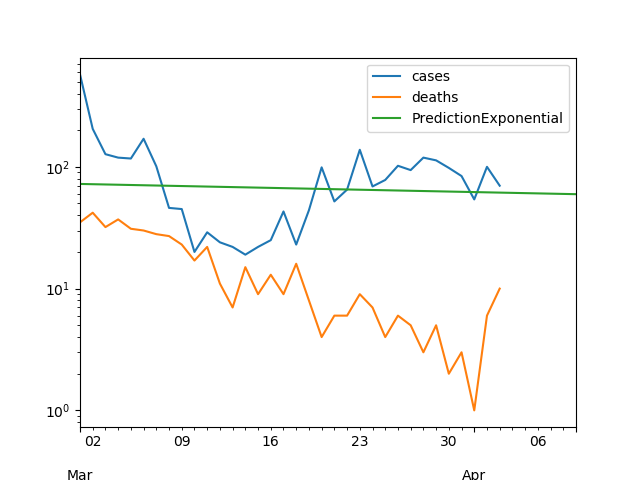 cases
deaths
PredictionExponential
10²
10¹
10⁰
02 09 16 23 30 06
Mar Apr